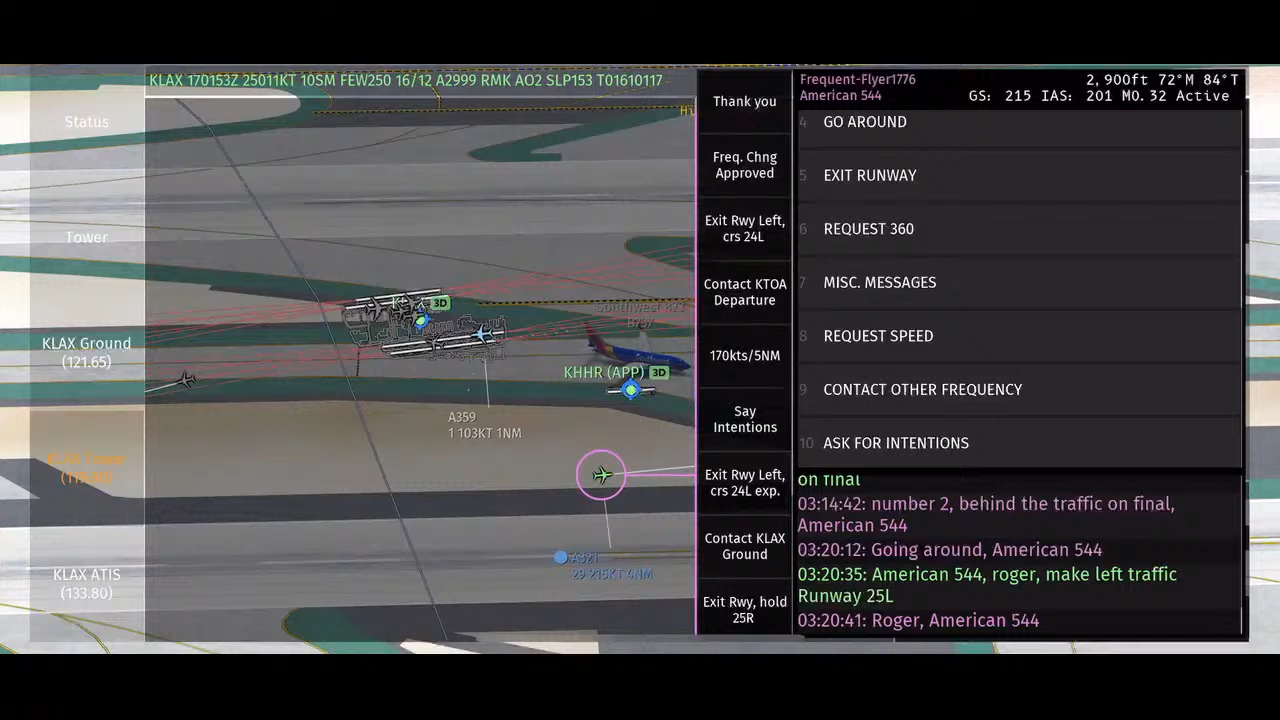 KLAX 170153Z 25011KT 10SM FEW250 16/12 A2999 RMK AO2 SLP153 T01610117
Status
Tower
KLAX Ground
(121.65)
KLAX Tower
KLAX ATIS
(133.80)
3D
B737
KHHR (APP) 3D
A359
1 103KT 1NM
A321
29 215KT 4NM
Thank you
Freq. Chng
Approved
Exit Rwy Left,
crs 24L
Contact KTOA
Departure
170kts/5NM
Say
Intentions
Exit Rwy Left,
crs 24L exp.
Contact KLAX
Ground
Exit Rwy, hold
25R
Frequent-Flyer1776
American 544
2,900ft 72°M 84°T
GS: 215 IAS: 201 M0.32 Active
4 GO AROUND
5 EXIT RUNWAY
6 REQUEST 360
7 MISC. MESSAGES
8 REQUEST SPEED
9 CONTACT OTHER FREQUENCY
10 ASK FOR INTENTIONS
on final
03:14:42: number 2, behind the traffic on final,
American 544
03:20:12: Going around, American 544
03:20:35: American 544, roger, make left traffic
Runway 25L
03:20:41: Roger, American 544